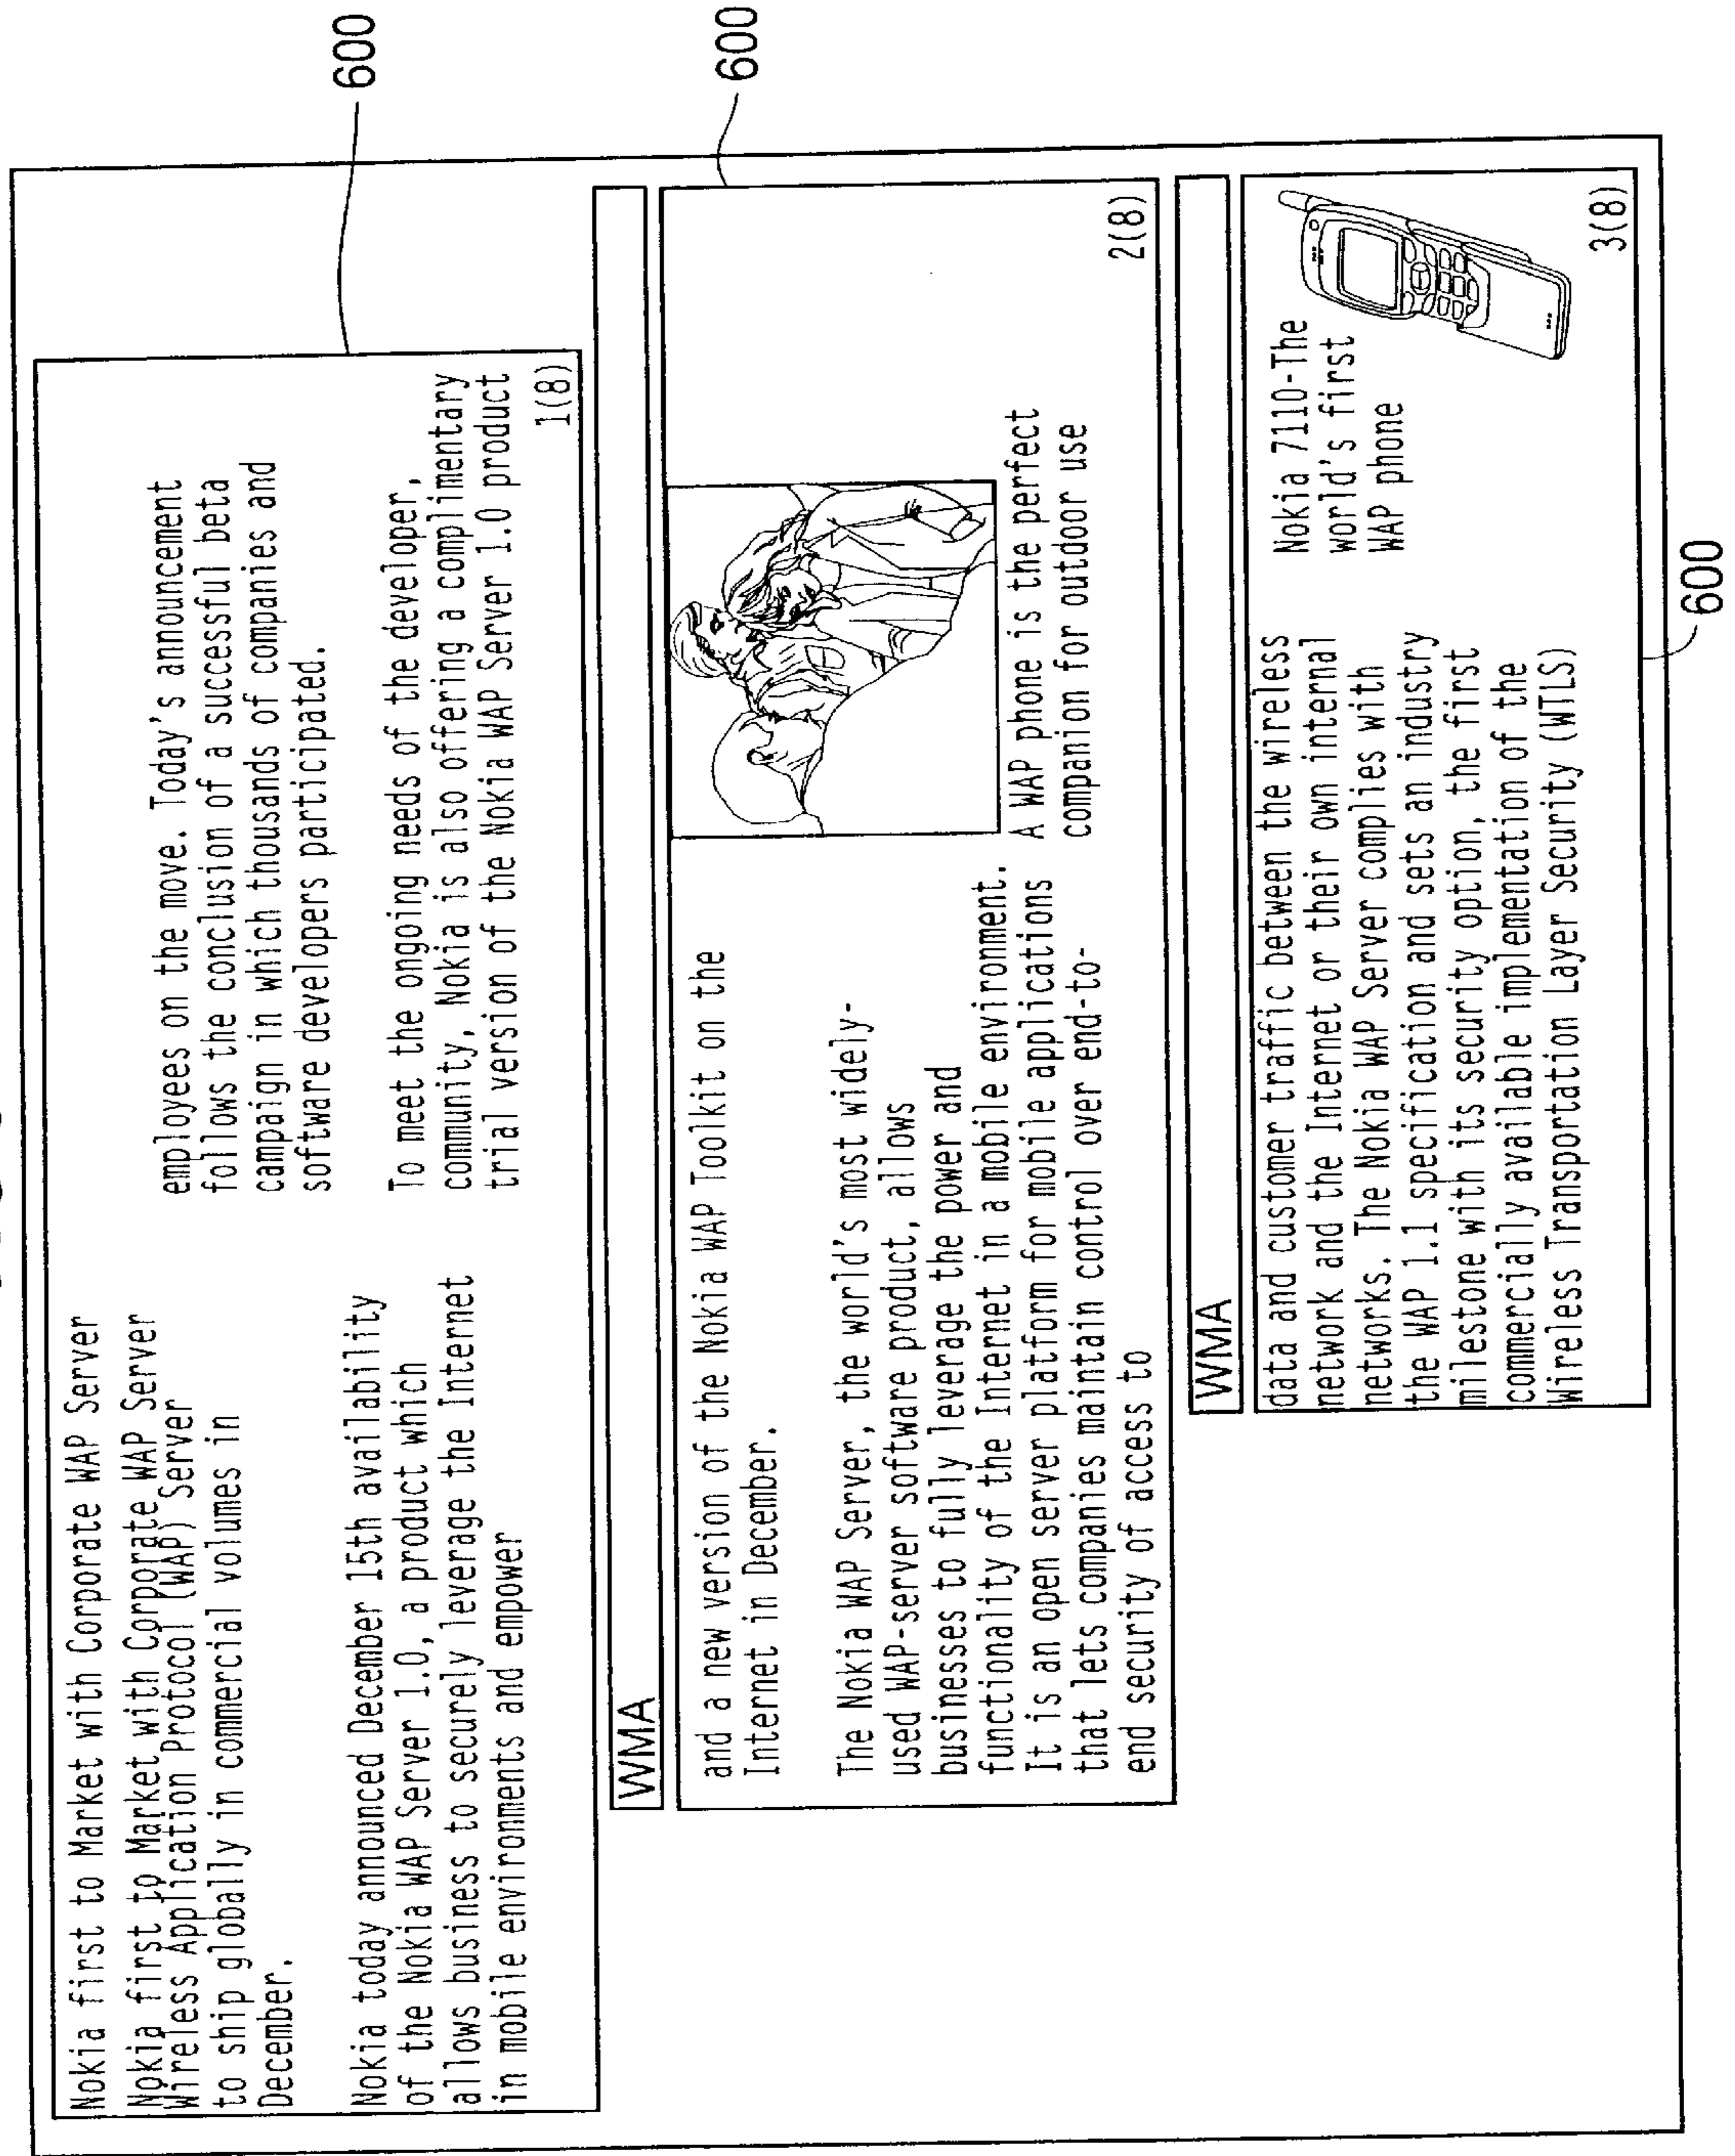 600
Nokia first to Market with Corporate WAP Server
Nokia first to Market with Corporate WAP Server
Wireless Application Protocol (WAP) Server
to ship globally in commercial volumes in
December.
Nokia today announced December 15th availability
of the Nokia WAP Server 1.0, a product which
allows business to securely leverage the Internet
in mobile environments and empower
employees on the move. Today's announcement
follows the conclusion of a successful beta
campaign in which thousands of companies and
software developers participated.
To meet the ongoing needs of the developer,
community, Nokia is also offering a complimentary
trial version of the Nokia WAP Server 1.0 product
1(8)
WMA
600
and a new version of the Nokia WAP Toolkit on the
Internet in December.
The Nokia WAP Server, the world's most widely-
used WAP-server software product, allows
businesses to fully leverage the power and
functionality of the Internet in a mobile environment.
It is an open server platform for mobile applications
that lets companies maintain control over end-to-
end security of access to
A WAP phone is the perfect
companion for outdoor use
2(8)
WMA
data and customer traffic between the wireless
network and the Internet or their own internal
networks. The Nokia WAP Server complies with
the WAP 1.1 specification and sets an industry
milestone with its security option, the first
commercially available implementation of the
Wireless Transportation Layer Security (WTLS)
Nokia 7110-The
world's first
WAP phone
3(8)
600